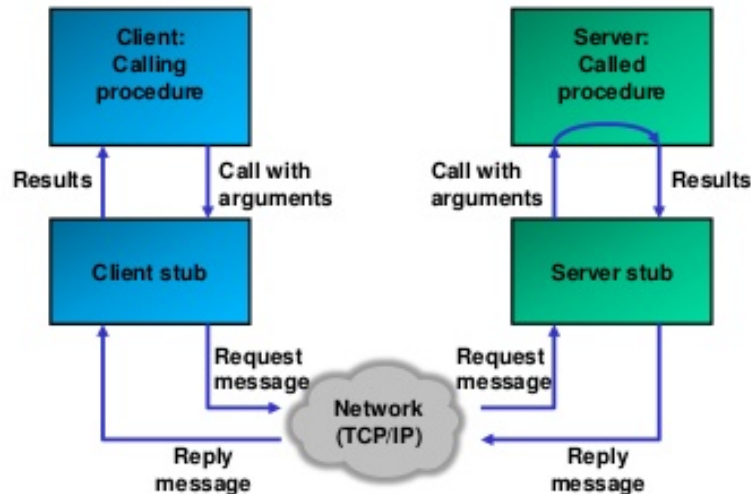 Client:
Calling
procedure
Server:
Called
procedure
Results
Call with
arguments
Call with
arguments
Results
Client stub
Server stub
Request
message
Request
message
Network
(TCP/IP)
Reply
message
Reply
message